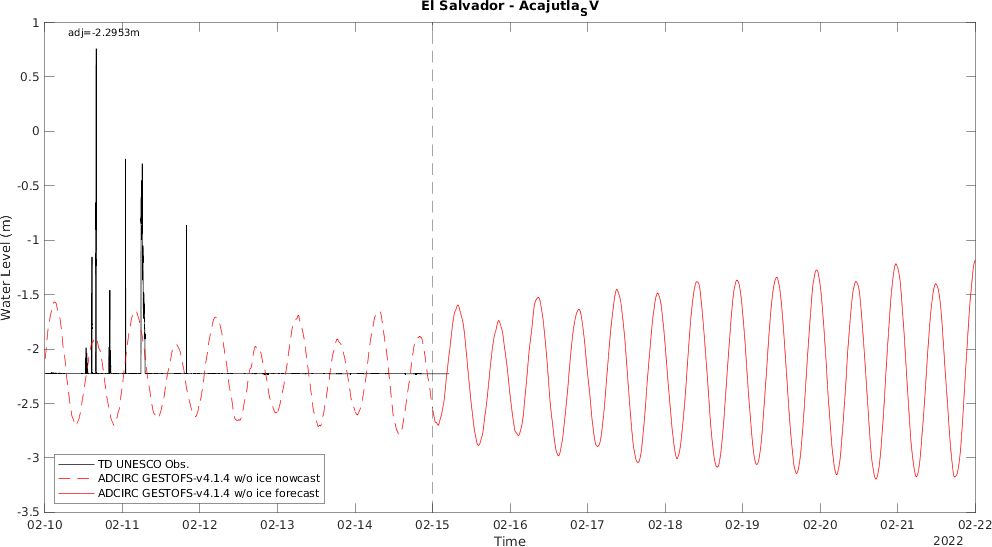 El Salvador - Acajutla_SV
adj=-2.2953m
1
0.5
0
-0.5
-1
-1.5
-2
-2.5
-3
-3.5
Water Level (m)
TD UNESCO Obs.
ADCIRC GESTOFS-v4.1.4 w/o ice nowcast
ADCIRC GESTOFS-v4.1.4 w/o ice forecast
02-10 02-11 02-12 02-13 02-14 02-15 02-16 02-17 02-18 02-19 02-20 02-21 02-22
Time
2022